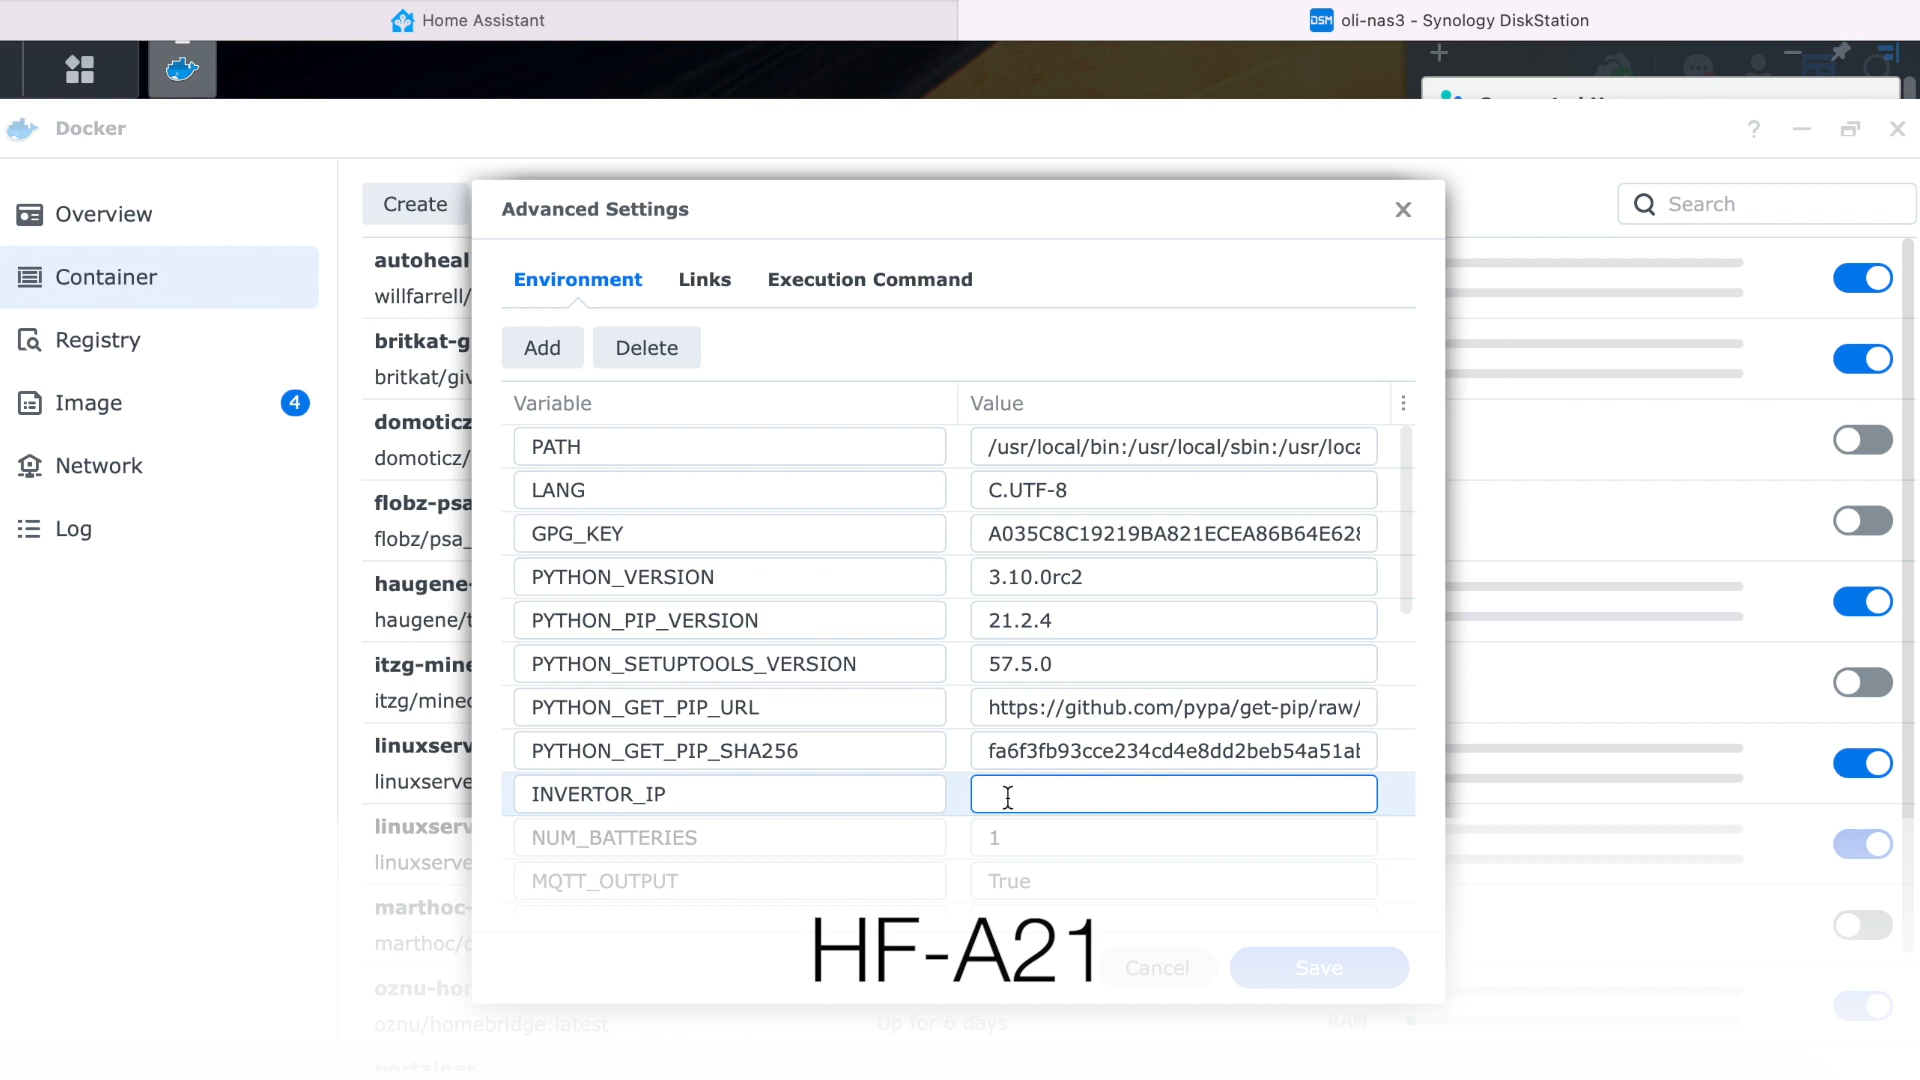 Home Assistant
DSM oli-nas3 - Synology DiskStation
Docker
?
Overview
Container
Registry
Image 4
Network
Log
Create
Search
autoheal
willfarrell/
britkat-g
britkat/giv
domoticz
domoticz/
flobz-psa
flobz/psa_
haugene-
haugene/t
itzg-mine
itzg/minec
linuxserv
linuxserve
linuxserv
linuxserve
marthoc-
marthoc/d
oznu-hor
oznu/homebridge:latest
Up for 6 days
RAM
portainer
Advanced Settings
Environment Links Execution Command
Add Delete
Variable Value
PATH /usr/local/bin:/usr/local/sbin:/usr/loca
LANG C.UTF-8
GPG_KEY A035C8C19219BA821ECEA86B64E628
PYTHON_VERSION 3.10.0rc2
PYTHON_PIP_VERSION 21.2.4
PYTHON_SETUPTOOLS_VERSION 57.5.0
PYTHON_GET_PIP_URL https://github.com/pypa/get-pip/raw/
PYTHON_GET_PIP_SHA256 fa6f3fb93cce234cd4e8dd2beb54a51ab
INVERTOR_IP
NUM_BATTERIES 1
MQTT_OUTPUT True
Cancel Save
HF-A21